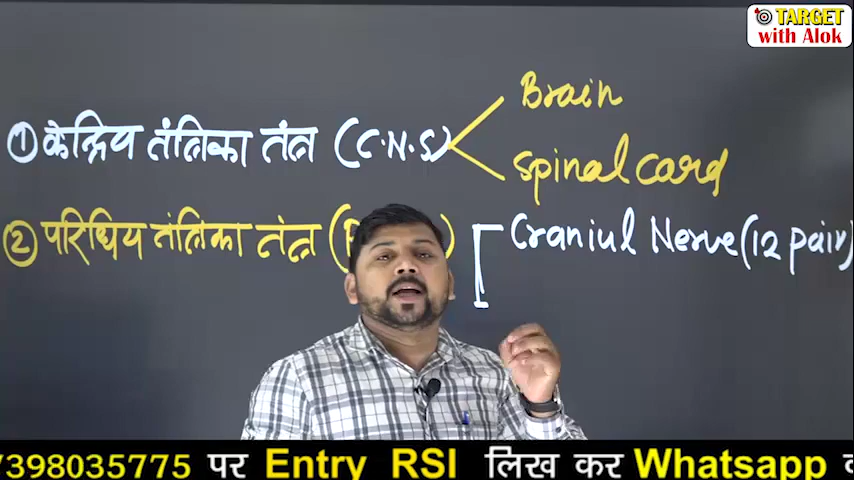 TARGET
with Alok
Brain
① केन्द्रिय तंत्रिका तंत्र (C.N.S)
Spinal card
② परिधिय तंत्रिका तंत्र (
Craniul Nerve (12 pair)
7398035775 पर Entry RSI लिख कर Whatsapp